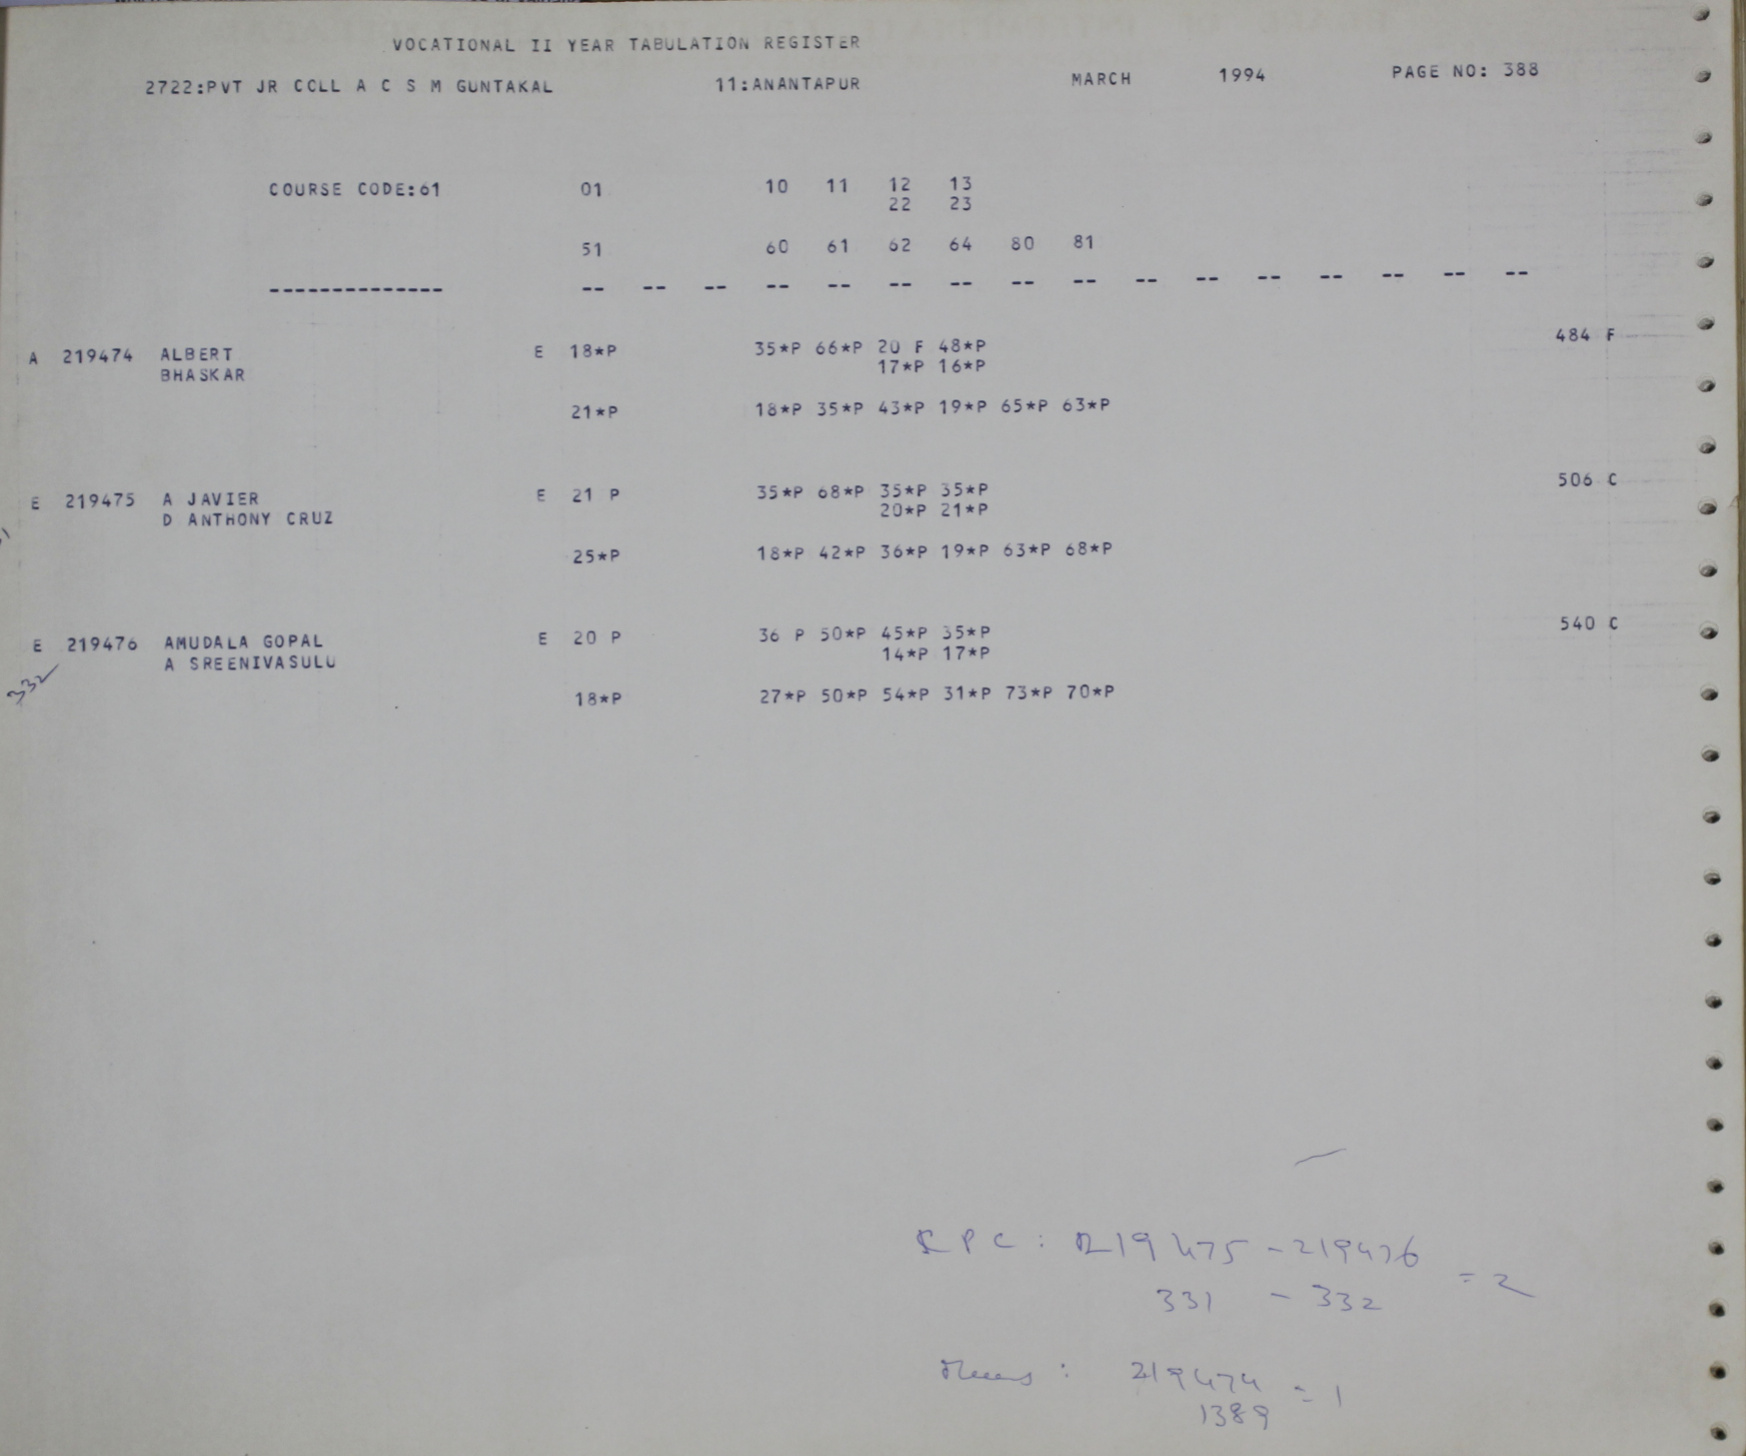 VOCATIONAL II YEAR TABULATION REGISTER
2722:PVT JR COLL A C S M GUNTAKAL 11:ANANTAPUR MARCH 1994 PAGE NO: 388
COURSE CODE:61 01 10 11 12 13
22 23
51 60 61 62 64 80 81
-------------- -- -- -- -- -- -- -- -- -- -- -- -- -- -- -- --
A 219474 ALBERT E 18*P 35*P 66*P 20 F 48*P 484 F
BHASKAR 17*P 16*P
21*P 18*P 35*P 43*P 19*P 65*P 63*P
E 219475 A JAVIER E 21 P 35*P 68*P 35*P 35*P 506 C
D ANTHONY CRUZ 20*P 21*P
25*P 18*P 42*P 36*P 19*P 63*P 68*P
E 219476 AMUDALA GOPAL E 20 P 36 P 50*P 45*P 35*P 540 C
A SREENIVASULU 14*P 17*P
332
18*P 27*P 50*P 54*P 31*P 73*P 70*P
PC: 219475 - 219476
331 - 332 = 2
: 219474 = 1
1389